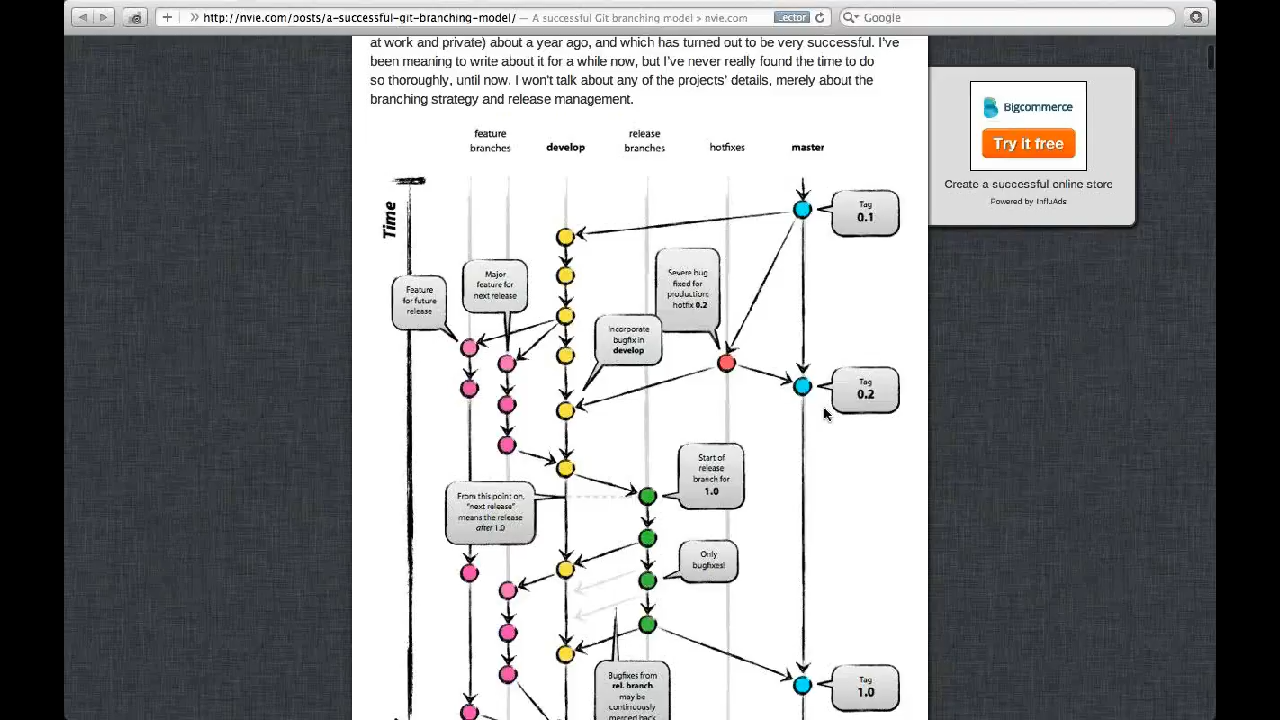 http://nvie.com/posts/a-successful-git-branching-model/ — A successful Git branching model » nvie.com
ector
Google
at work and private) about a year ago, and which has turned out to be very successful. I've
been meaning to write about it for a while now, but I've never really found the time to do
so thoroughly, until now. I won't talk about any of the projects' details, merely about the
branching strategy and release management.
Bigcommerce
Try it free
Create a successful online store
Powered by InfluAds
feature
branches
develop
release
branches
hotfixes
master
Time
Tag
0.1
Major
feature for
next release
Feature
for future
release
Severe bug
fixed for
production:
hotfix 0.2
Incorporate
bugfix in
develop
Tag
0.2
Start of
release
branch for
1.0
From this point on,
"next release"
means the release
after 1.0
Only
bugfixes!
Bugfixes from
rel. branch
may be
continuously
merged back
Tag
1.0